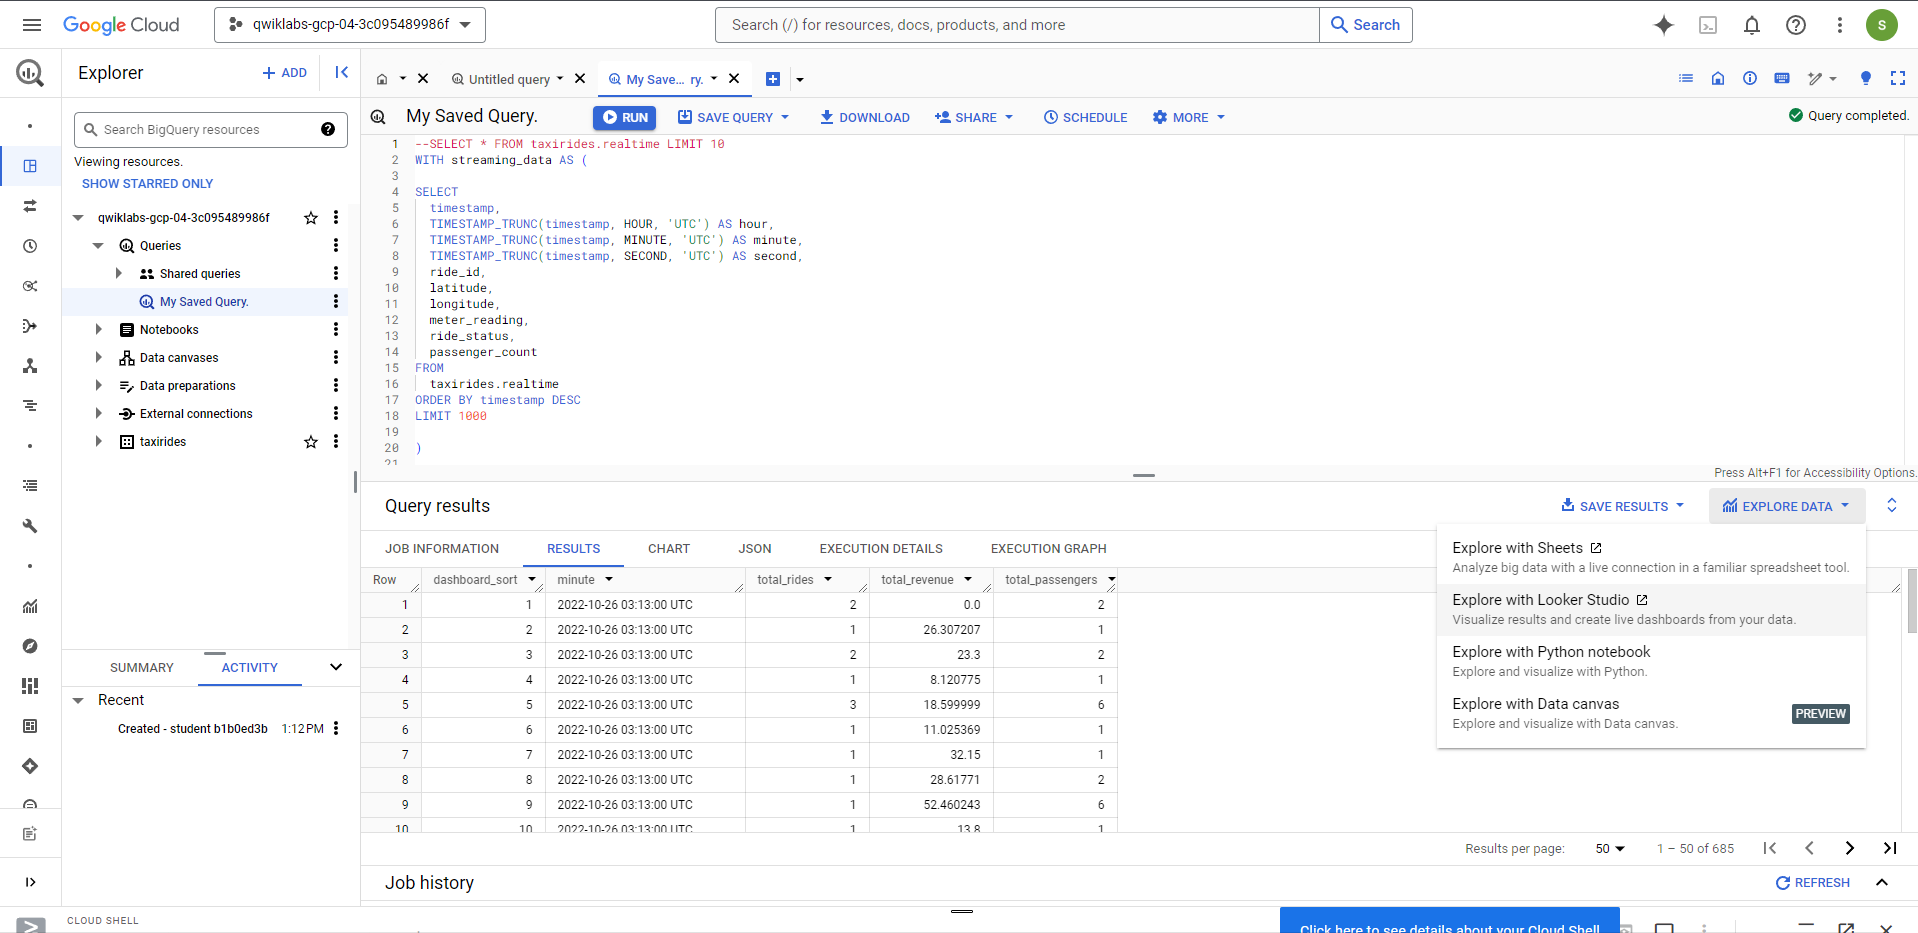 Google Cloud
qwiklabs-gcp-04-3c095489986f
Search (/) for resources, docs, products, and more
Search
S
Explorer
+ ADD
Untitled query
My Save... ry.
Search BigQuery resources
Viewing resources.
SHOW STARRED ONLY
qwiklabs-gcp-04-3c095489986f
Queries
Shared queries
My Saved Query.
Notebooks
Data canvases
Data preparations
External connections
taxirides
SUMMARY
ACTIVITY
Recent
Created - student b1b0ed3b 1:12 PM
My Saved Query.
RUN
SAVE QUERY
DOWNLOAD
SHARE
SCHEDULE
MORE
Query completed.
1 --SELECT * FROM taxirides.realtime LIMIT 10
2 WITH streaming_data AS (
3
4 SELECT
5 timestamp,
6 TIMESTAMP_TRUNC(timestamp, HOUR, 'UTC') AS hour,
7 TIMESTAMP_TRUNC(timestamp, MINUTE, 'UTC') AS minute,
8 TIMESTAMP_TRUNC(timestamp, SECOND, 'UTC') AS second,
9 ride_id,
10 latitude,
11 longitude,
12 meter_reading,
13 ride_status,
14 passenger_count
15 FROM
16 taxirides.realtime
17 ORDER BY timestamp DESC
18 LIMIT 1000
19
20 )
21
Press Alt+F1 for Accessibility Options.
Query results
SAVE RESULTS
EXPLORE DATA
JOB INFORMATION
RESULTS
CHART
JSON
EXECUTION DETAILS
EXECUTION GRAPH
Row dashboard_sort minute total_rides total_revenue total_passengers
1 1 2022-10-26 03:13:00 UTC 2 0.0 2
2 2 2022-10-26 03:13:00 UTC 1 26.307207 1
3 3 2022-10-26 03:13:00 UTC 2 23.3 2
4 4 2022-10-26 03:13:00 UTC 1 8.120775 1
5 5 2022-10-26 03:13:00 UTC 3 18.599999 6
6 6 2022-10-26 03:13:00 UTC 1 11.025369 1
7 7 2022-10-26 03:13:00 UTC 1 32.15 1
8 8 2022-10-26 03:13:00 UTC 1 28.61771 2
9 9 2022-10-26 03:13:00 UTC 1 52.460243 6
10 10 2022-10-26 03:13:00 UTC 1 13.8 1
Explore with Sheets
Analyze big data with a live connection in a familiar spreadsheet tool.
Explore with Looker Studio
Visualize results and create live dashboards from your data.
Explore with Python notebook
Explore and visualize with Python.
Explore with Data canvas
Explore and visualize with Data canvas.
PREVIEW
Results per page: 50 1 – 50 of 685
Job history
REFRESH
CLOUD SHELL
Click here to see details about your Cloud Shell